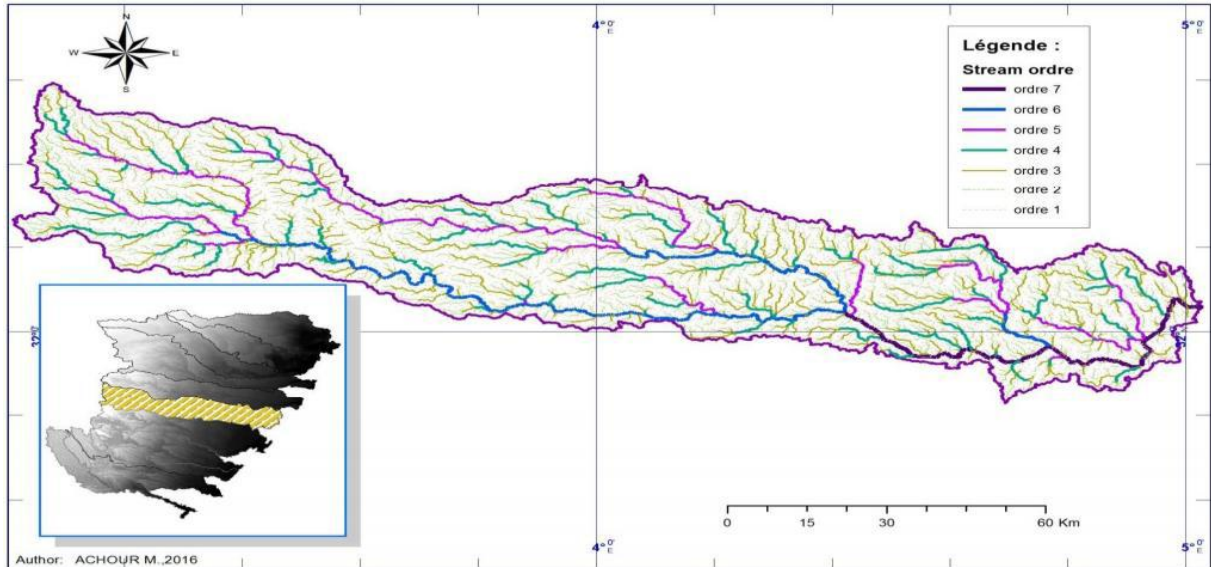 4° 0' E
5° 0' E
N
W E
S
Légende :
Stream ordre
ordre 7
ordre 6
ordre 5
ordre 4
ordre 3
ordre 2
ordre 1
32°
32°
0 15 30 60 Km
4° 0' E
5° 0' E
Author: ACHOUR M.,2016